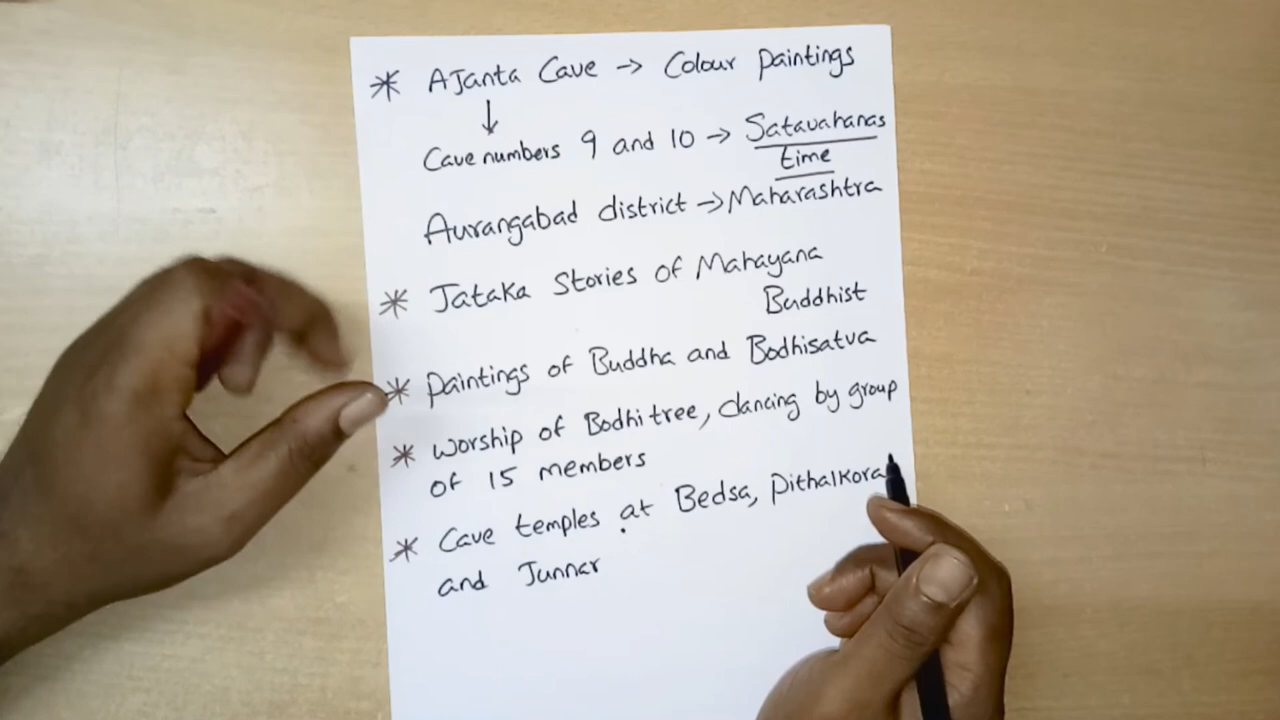 * Ajanta Cave → Colour Paintings
↓
Cave numbers 9 and 10 → Satavahanas
time
Aurangabad district → Maharashtra
* Jataka Stories of Mahayana
Buddhist
* Paintings of Buddha and Bodhisatva
* Worship of Bodhi tree, dancing by group
of 15 members
* Cave temples at Bedsa, Pithalkora
and Junnar